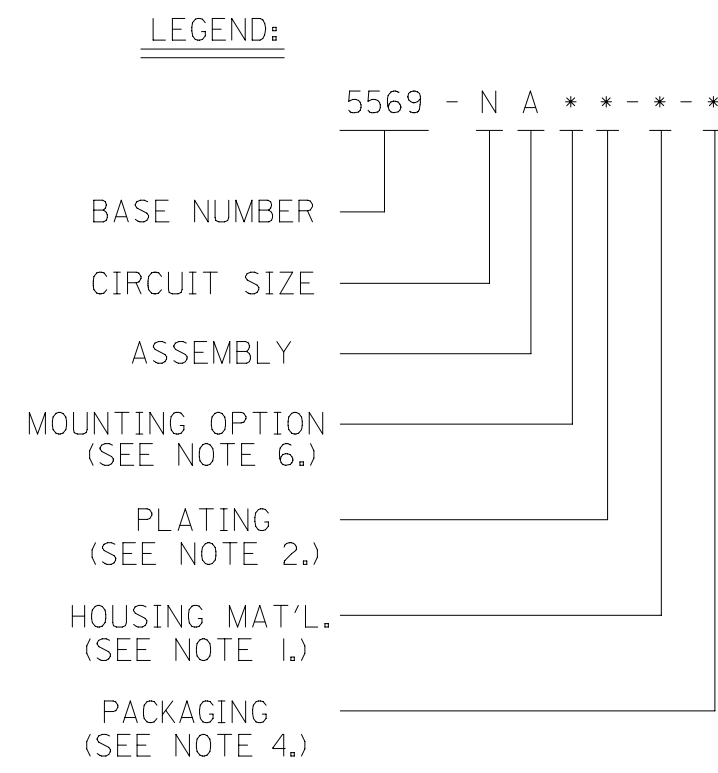 LEGEND:
5569 - N A * * - * - *
BASE NUMBER
CIRCUIT SIZE
ASSEMBLY
MOUNTING OPTION
(SEE NOTE 6.)
PLATING
(SEE NOTE 2.)
HOUSING MAT'L.
(SEE NOTE 1.)
PACKAGING
(SEE NOTE 4.)